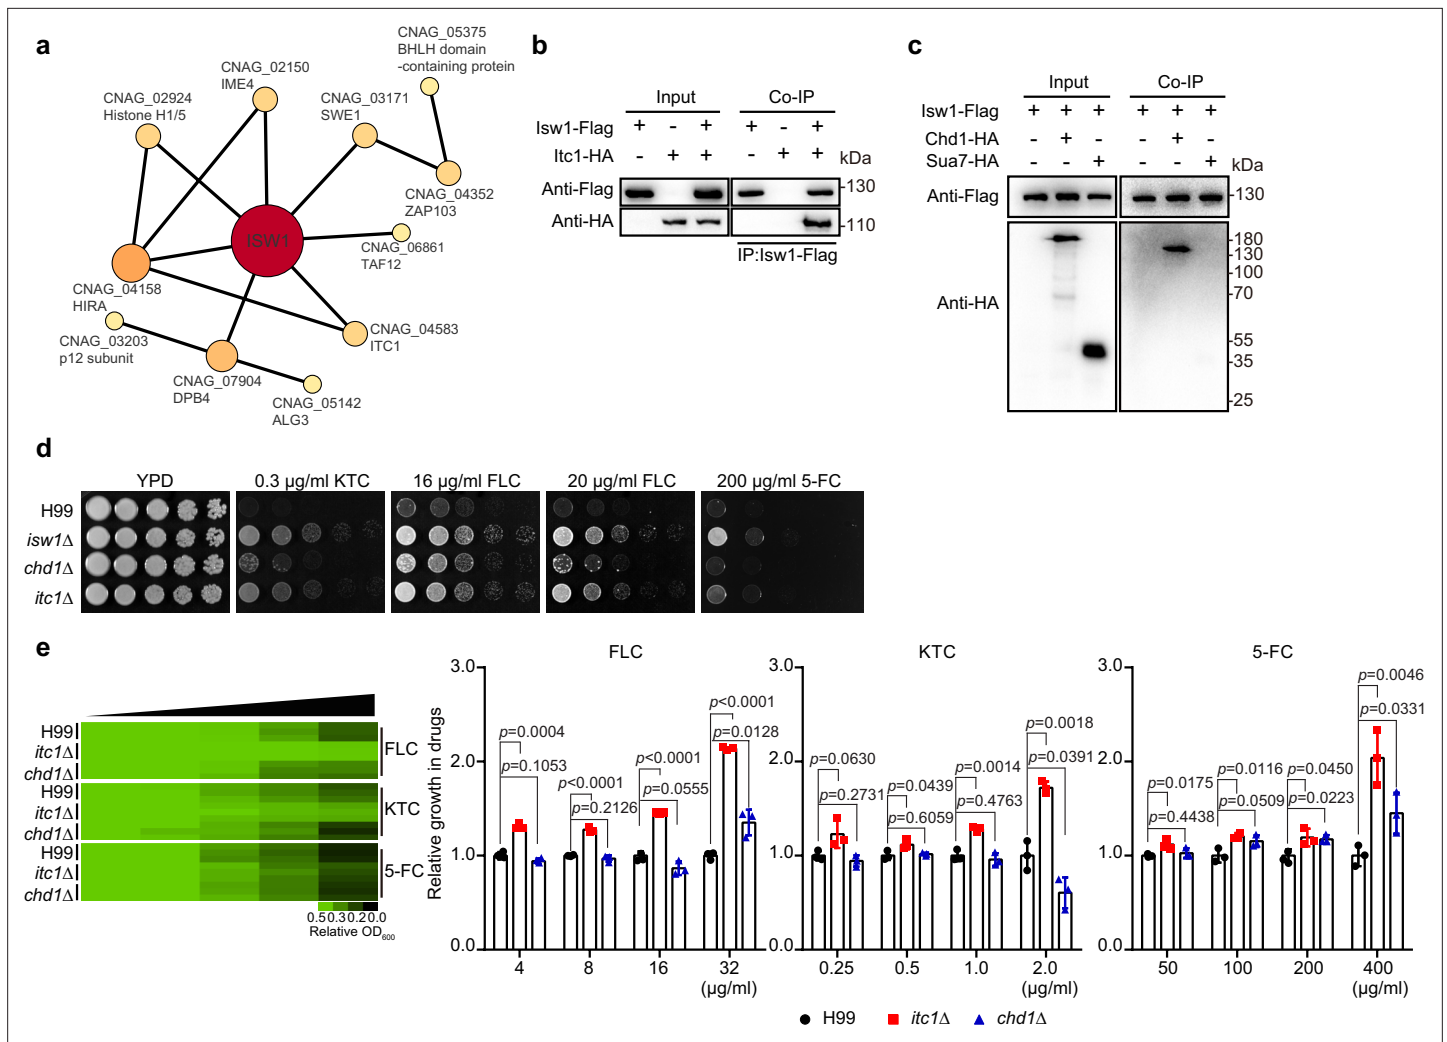 a
CNAG_05375
BHLH domain
-containing protein
CNAG_02150
IME4
CNAG_02924
Histone H1/5
CNAG_03171
SWE1
CNAG_04352
ZAP103
ISW1
CNAG_06861
TAF12
CNAG_04158
HIRA
CNAG_04583
ITC1
CNAG_03203
p12 subunit
CNAG_07904
DPB4
CNAG_05142
ALG3
b
Input Co-IP
Isw1-Flag + - + + - +
Itc1-HA - + + - + +
kDa
Anti-Flag -130
Anti-HA -110
IP:Isw1-Flag
c
Input Co-IP
Isw1-Flag + + + + + +
Chd1-HA - + - - + -
Sua7-HA - - + - - +
kDa
Anti-Flag -130
Anti-HA
-180
-130
-100
-70
-55
-35
-25
d
YPD 0.3 µg/ml KTC 16 µg/ml FLC 20 µg/ml FLC 200 µg/ml 5-FC
H99
isw1Δ
chd1Δ
itc1Δ
e
H99
itc1Δ
chd1Δ
FLC
H99
itc1Δ
chd1Δ
KTC
H99
itc1Δ
chd1Δ
5-FC
0.5 0.3 0.2 0.0
Relative OD600
Relative growth in drugs
FLC
3.0
2.0
1.0
0.0
p=0.0004
p=0.1053
p<0.0001
p=0.2126
p<0.0001
p=0.0555
p<0.0001
p=0.0128
4 8 16 32
(µg/ml)
KTC
3.0
2.0
1.0
0.0
p=0.0630
p=0.2731
p=0.0439
p=0.6059
p=0.0014
p=0.4763
p=0.0018
p=0.0391
0.25 0.5 1.0 2.0
(µg/ml)
5-FC
3.0
2.0
1.0
0.0
p=0.0175
p=0.4438
p=0.0116
p=0.0509
p=0.0450
p=0.0223
p=0.0046
p=0.0331
50 100 200 400
(µg/ml)
H99 itc1Δ chd1Δ